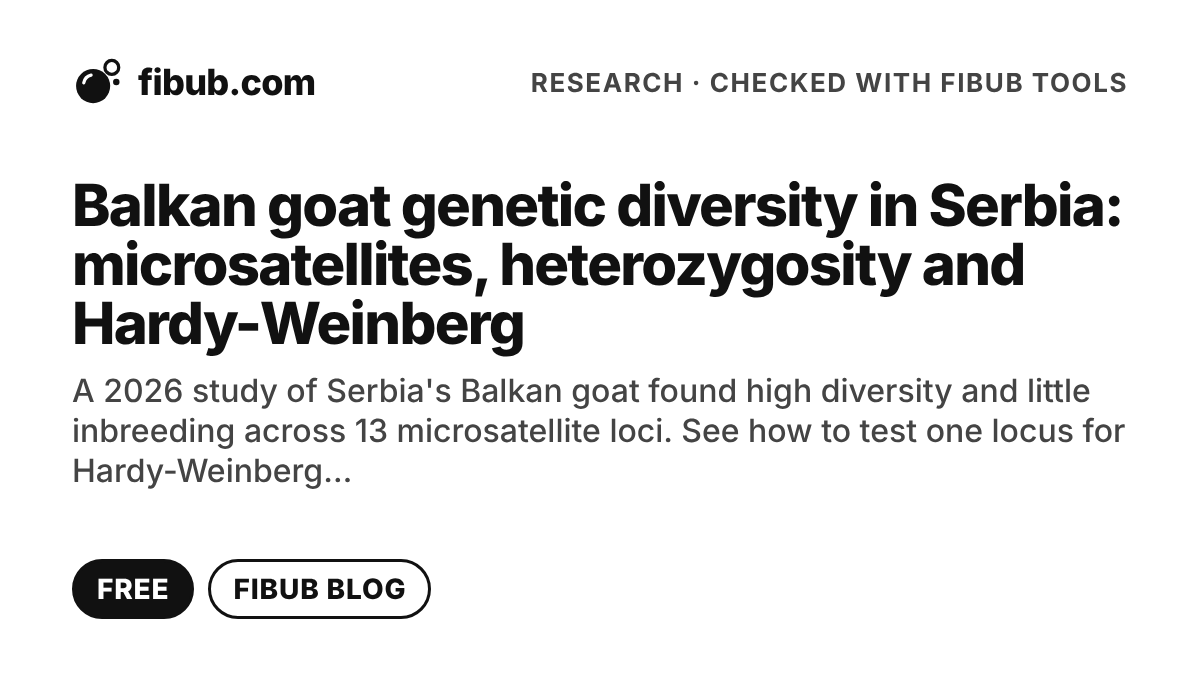 fibub.com
RESEARCH · CHECKED WITH FIBUB TOOLS
Balkan goat genetic diversity in Serbia:
microsatellites, heterozygosity and
Hardy-Weinberg
A 2026 study of Serbia's Balkan goat found high diversity and little
inbreeding across 13 microsatellite loci. See how to test one locus for
Hardy-Weinberg...
FREE
FIBUB BLOG